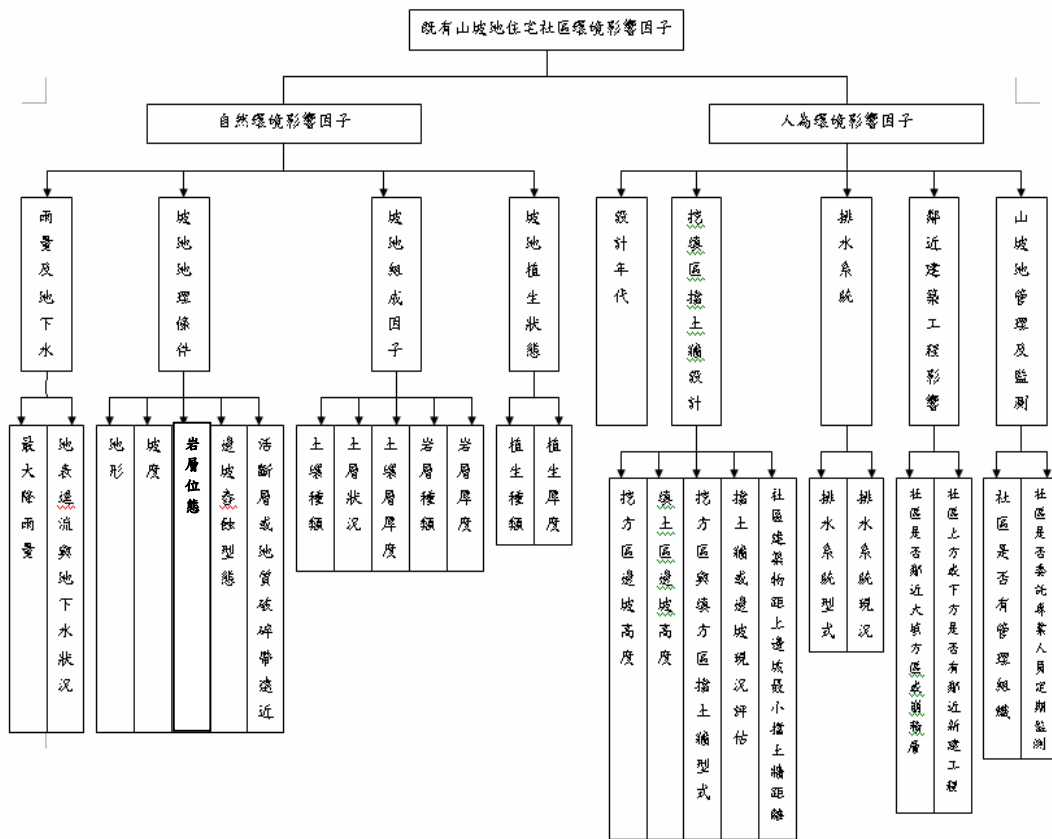 既有山坡地住宅社區環境影響因子
自然環境影響因子
人為環境影響因子
雨量及地下水
坡地地理條件
坡地組成因子
坡地植生狀態
設計年代
挖填區擋土牆設計
排水系統
鄰近建築工程影響
山坡地管理及監測
最大降雨量
地表逕流與地下水狀況
地形
坡度
岩層位態
邊坡沖蝕型態
活斷層或地質破碎帶遠近
土壤種類
土層狀況
土壤層厚度
岩層種類
岩層厚度
植生種類
植生厚度
挖方區邊坡高度
填土區邊坡高度
挖方區與填方區擋土牆型式
擋土牆或邊坡現況評估
社區建築物距上邊坡最小擋土牆距離
排水系統型式
排水系統現況
社區是否鄰近大填方區或崩積層
社區上方或下方是否有鄰近新建工程
社區是否有管理組織
社區是否委託專業人員定期監測